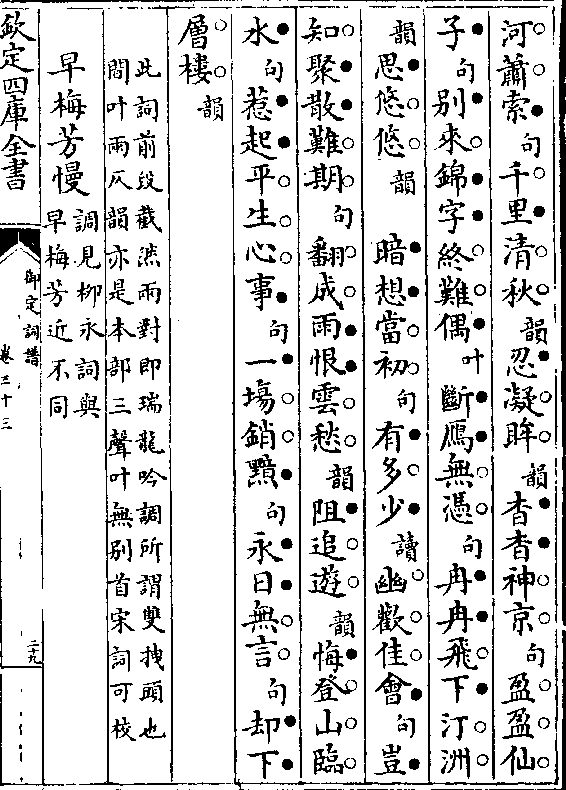 河蕭索句千里清秋韻忍凝眸韻杳杳神京句盈盈仙
子句别來錦字終難偶叶斷鴈無憑句冉冉飛下汀洲
韻思悠悠韻　暗想當初句有多少讀幽歡佳會句豈
知聚散難期句翻成雨恨雲愁韻阻追遊韻悔登山臨
水句惹起平生心事句一塲銷黯句永日無言句却下
層樓韻
此詞前段截然兩對即瑞龍吟調所謂雙拽頭也
間叶兩仄韻亦是本部三聲叶無别首宋詞可校
早梅芳慢
調見柳永詞與
早梅芳近不同
欽定四庫全書
御定詞譜
卷三十三
二十九